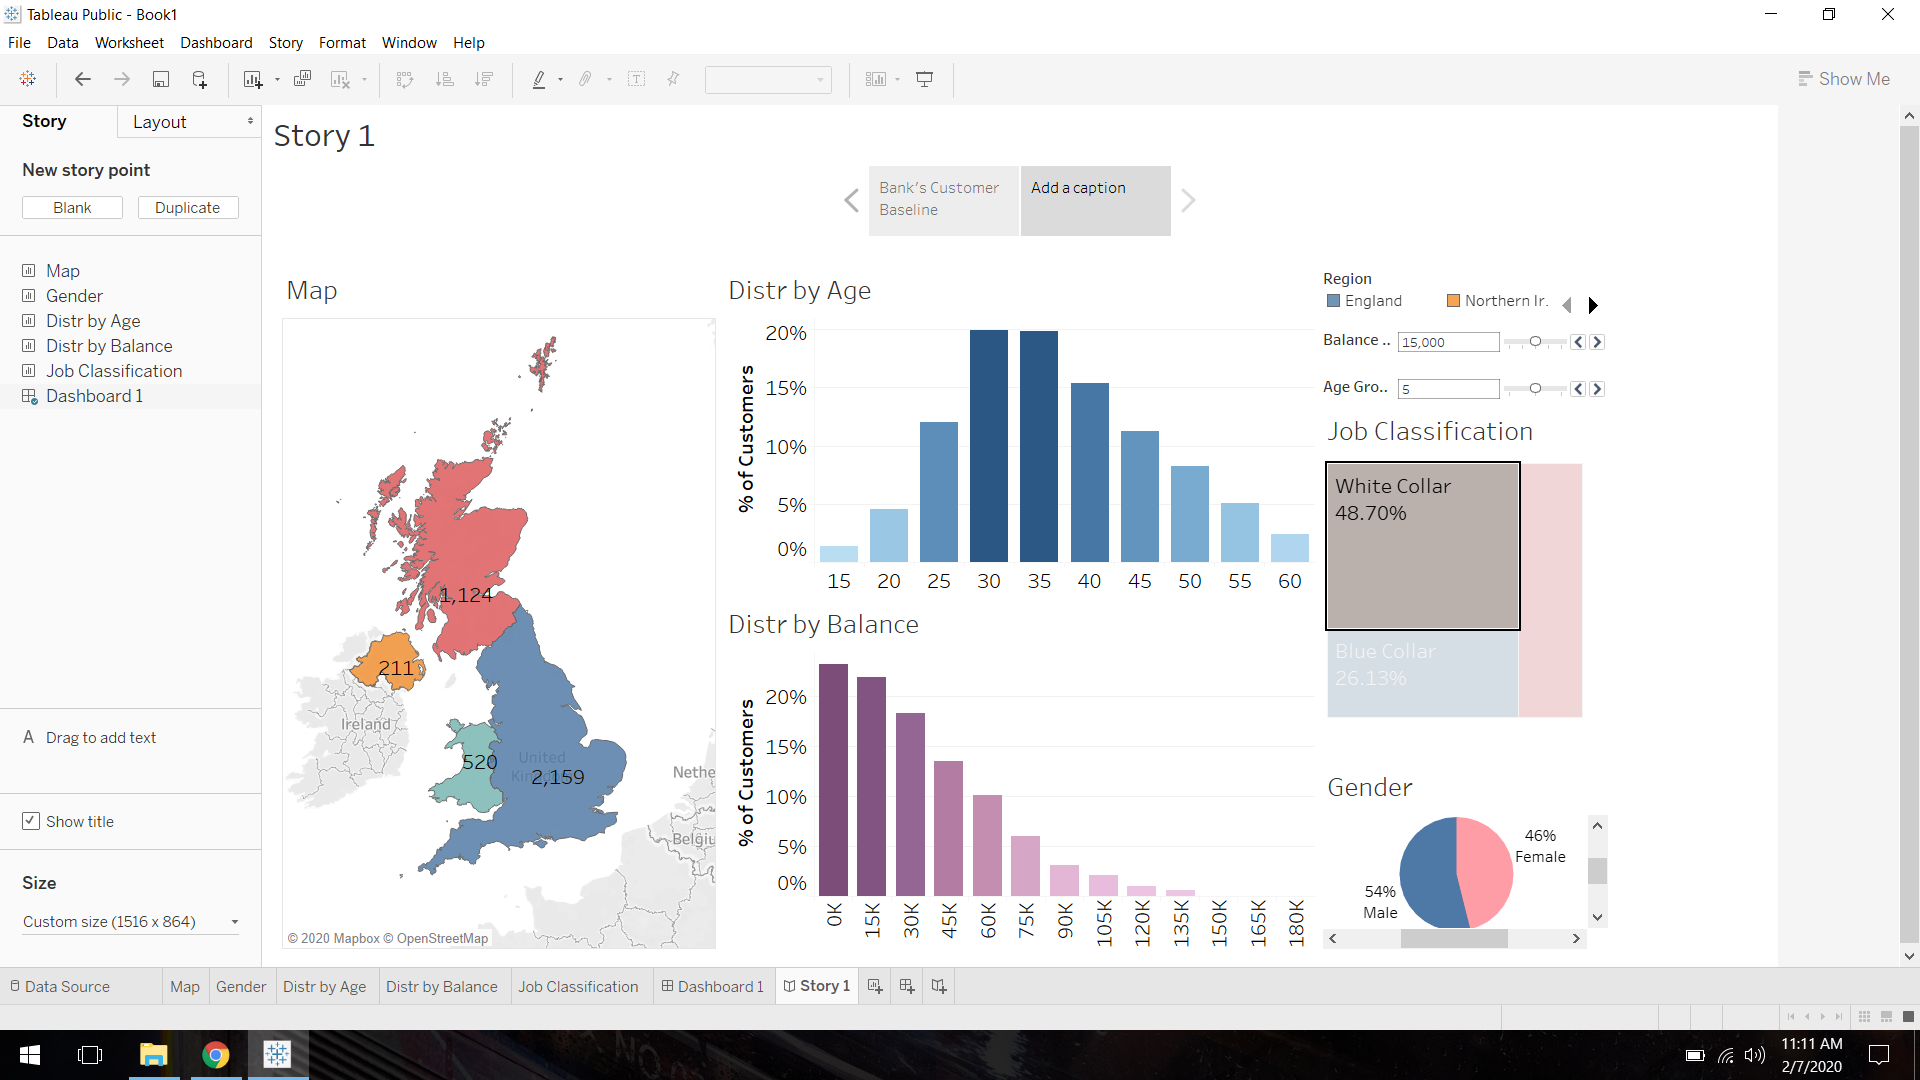 Tableau Public - Book1
File Data Worksheet Dashboard Story Format Window Help
Show Me
Story
Layout
New story point
Blank
Duplicate
Map
Gender
Distr by Age
Distr by Balance
Job Classification
Dashboard 1
A Drag to add text
Show title
Size
Custom size (1516 x 864)
Story 1
Bank's Customer
Baseline
Add a caption
Map
1,124
211
Ireland
520
United
2,159
Nethe
Belgiu
© 2020 Mapbox © OpenStreetMap
Distr by Age
% of Customers
20%
15%
10%
5%
0%
15 20 25 30 35 40 45 50 55 60
Distr by Balance
% of Customers
20%
15%
10%
5%
0%
0K 15K 30K 45K 60K 75K 90K 105K 120K 135K 150K 165K 180K
Region
England
Northern Ir.
Balance .. 15,000
Age Gro.. 5
Job Classification
White Collar
48.70%
Blue Collar
26.13%
Gender
46%
Female
54%
Male
Data Source Map Gender Distr by Age Distr by Balance Job Classification Dashboard 1 Story 1
11:11 AM
2/7/2020